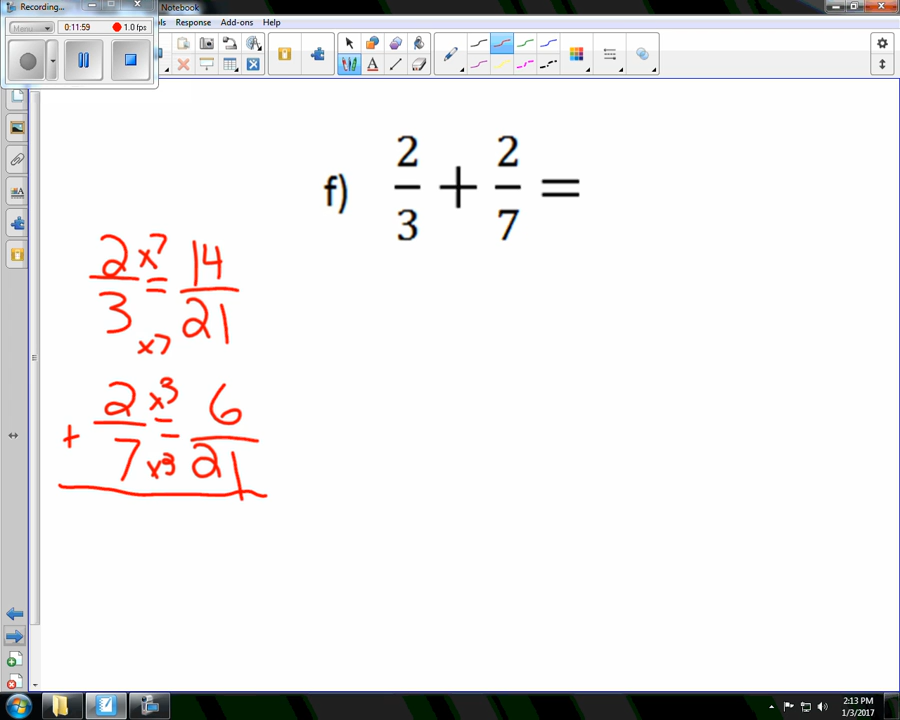 Recording...
Notebook
Menu
0:11:59
1.0 fps
Response Add-ons Help
f) 2/3 + 2/7 =
2/3 x7 x7 = 14/21
+ 2/7 x3 x3 = 6/21
2:13 PM
1/3/2017